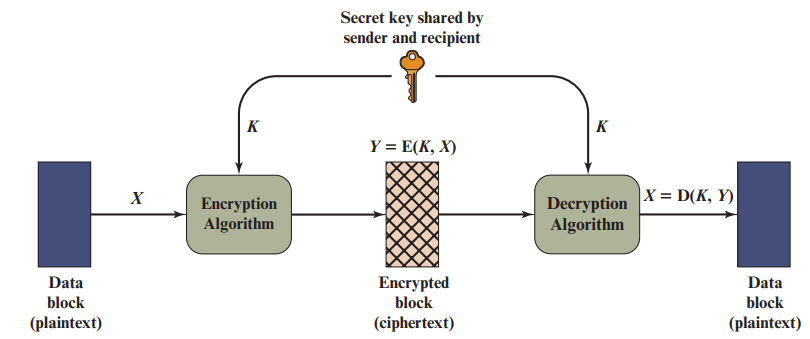 Secret key shared by
sender and recipient
K
K
Y = E(K, X)
X
Encryption
Algorithm
Decryption
Algorithm
X = D(K, Y)
Data
block
(plaintext)
Encrypted
block
(ciphertext)
Data
block
(plaintext)